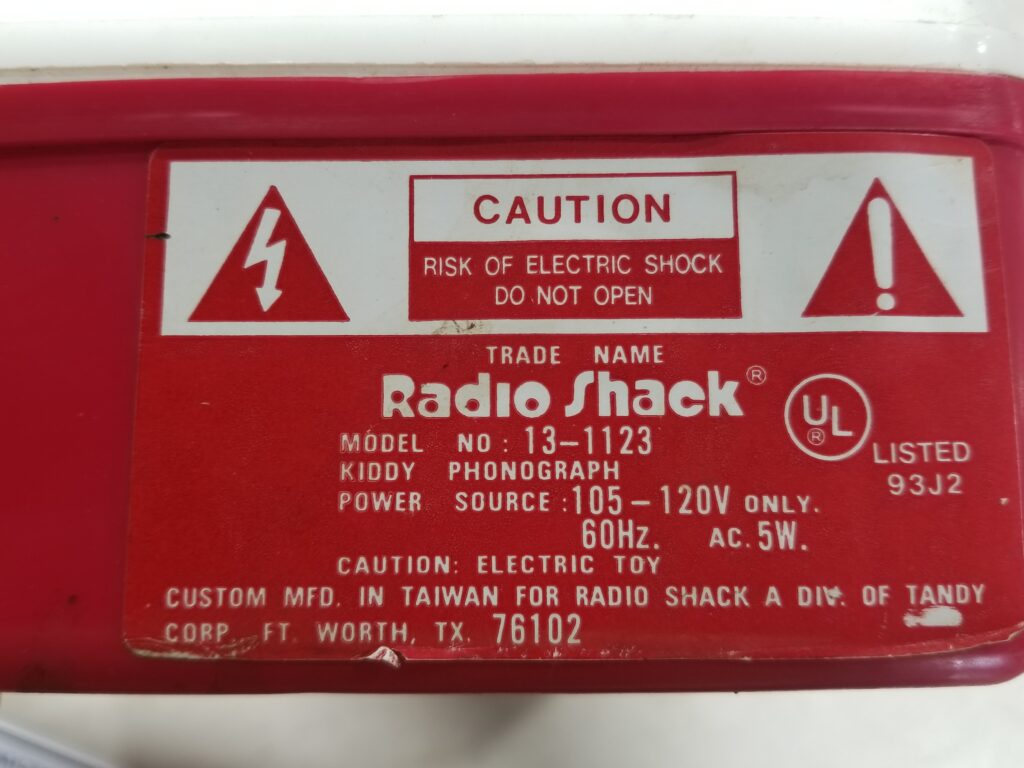 CAUTION
RISK OF ELECTRIC SHOCK
DO NOT OPEN
TRADE NAME
Radio Shack®
UL®
LISTED
93J2
MODEL NO: 13-1123
KIDDY PHONOGRAPH
POWER SOURCE: 105-120V ONLY.
60Hz. AC. 5W.
CAUTION: ELECTRIC TOY
CUSTOM MFD. IN TAIWAN FOR RADIO SHACK A DIV. OF TANDY
CORP. FT. WORTH, TX. 76102